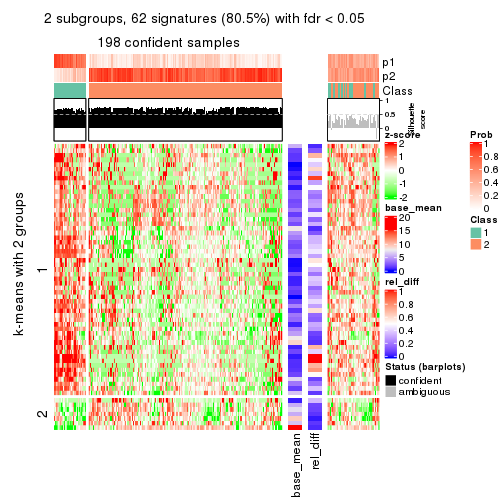 2 subgroups, 62 signatures (80.5%) with fdr < 0.05
198 confident samples
p1
p2
Class
1
0.5
0
Silhouette
score
k-means with 2 groups
1
2
base_mean
rel_diff
z-score
2
1
0
-1
-2
base_mean
20
15
10
5
0
rel_diff
1
0.8
0.6
0.4
0.2
0
Status (barplots)
confident
ambiguous
Prob
1
0.8
0.6
0.4
0.2
0
Class
1
2